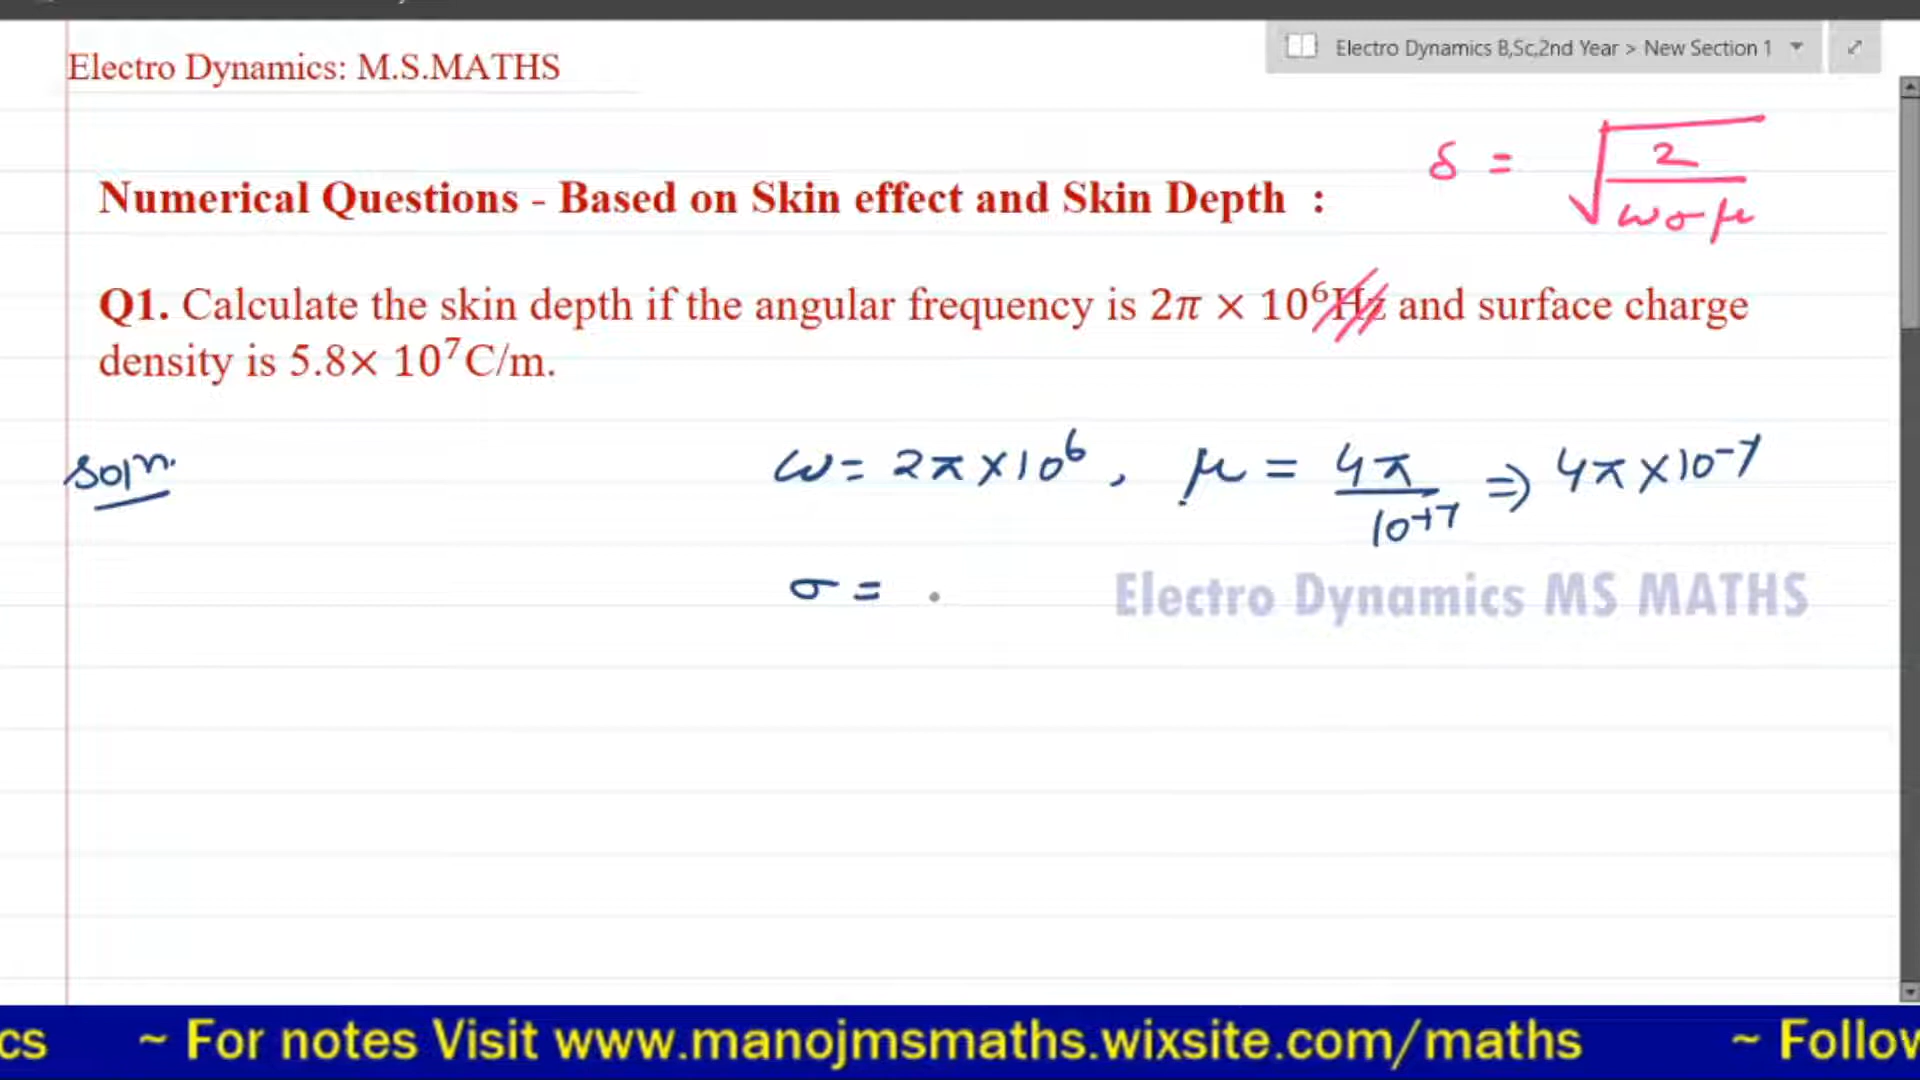 Electro Dynamics: M.S.MATHS
Electro Dynamics B,Sc,2nd Year > New Section 1
δ = √(2/ωσμ)
Numerical Questions - Based on Skin effect and Skin Depth :
Q1. Calculate the skin depth if the angular frequency is 2π × 10⁶Hz and surface charge
density is 5.8× 10⁷C/m.
Soln.
ω = 2π×10⁶, μ = 4π/10⁺⁷ ⇒ 4π×10⁻⁷
σ =
Electro Dynamics MS MATHS
cs ~ For notes Visit www.manojmsmaths.wixsite.com/maths ~ Follow